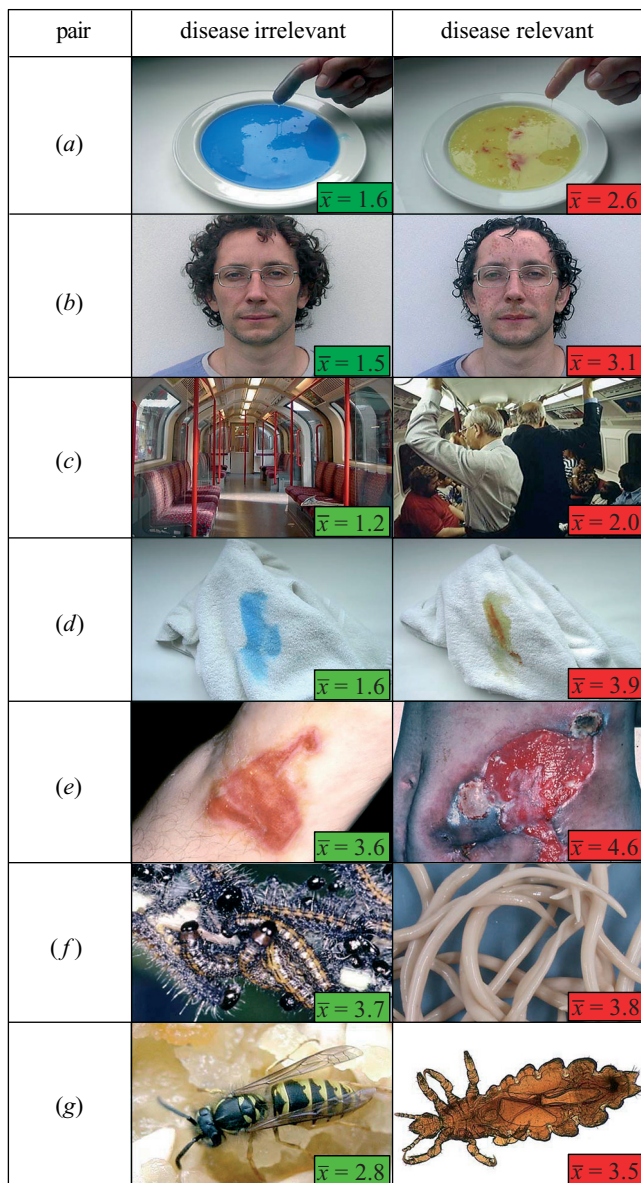 pair disease irrelevant disease relevant
(a) x̄ = 1.6 x̄ = 2.6
(b) x̄ = 1.5 x̄ = 3.1
(c) x̄ = 1.2 x̄ = 2.0
(d) x̄ = 1.6 x̄ = 3.9
(e) x̄ = 3.6 x̄ = 4.6
(f) x̄ = 3.7 x̄ = 3.8
(g) x̄ = 2.8 x̄ = 3.5